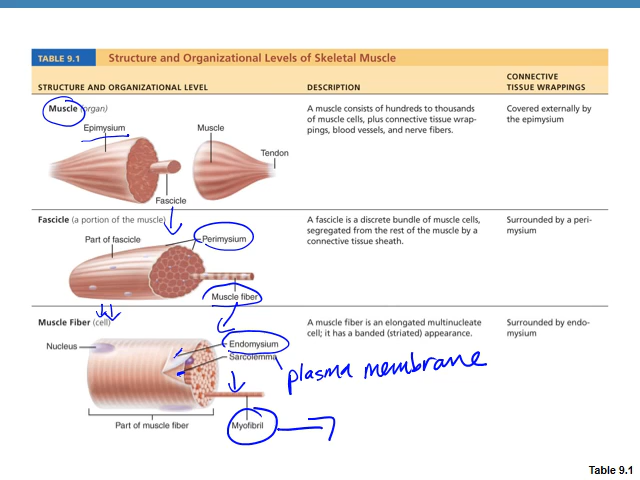 TABLE 9.1 Structure and Organizational Levels of Skeletal Muscle
STRUCTURE AND ORGANIZATIONAL LEVEL
DESCRIPTION
CONNECTIVE
TISSUE WRAPPINGS
Muscle (organ)
Epimysium
Muscle
Tendon
Fascicle
A muscle consists of hundreds to thousands
of muscle cells, plus connective tissue wrap-
pings, blood vessels, and nerve fibers.
Covered externally by
the epimysium
Fascicle (a portion of the muscle)
Part of fascicle
Perimysium
Muscle fiber
A fascicle is a discrete bundle of muscle cells,
segregated from the rest of the muscle by a
connective tissue sheath.
Surrounded by a peri-
mysium
Muscle Fiber (cell)
Nucleus
Endomysium
Sarcolemma
plasma membrane
Part of muscle fiber
Myofibril
A muscle fiber is an elongated multinucleate
cell; it has a banded (striated) appearance.
Surrounded by endo-
mysium
Table 9.1